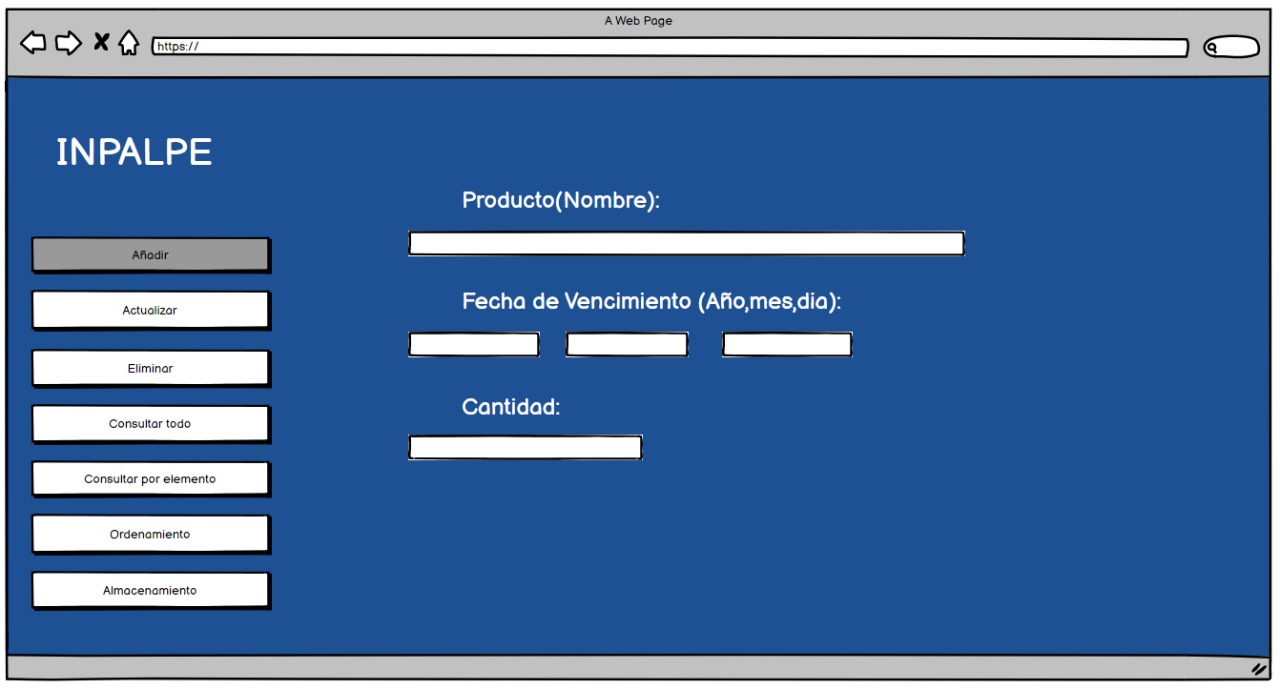 A Web Page
https://
INPALPE
Añadir
Actualizar
Eliminar
Consultar todo
Consultar por elemento
Ordenamiento
Almacenamiento
Producto(Nombre):
Fecha de Vencimiento (Año,mes,dia):
Cantidad: